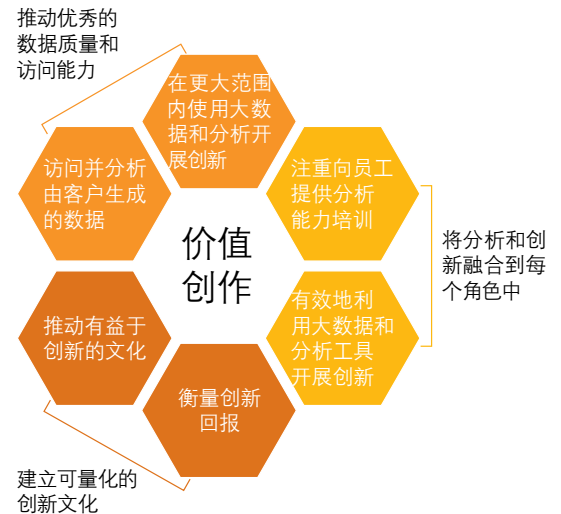 推动优秀的
数据质量和
访问能力
在更大范围
内使用大数
据和分析开
展创新
访问并分析
由客户生成
的数据
注重向员工
提供分析
能力培训
价值
创作
将分析和创
新融合到每
个角色中
有效地利
用大数据和
分析工具
开展创新
推动有益于
创新的文化
衡量创新
回报
建立可量化的
创新文化